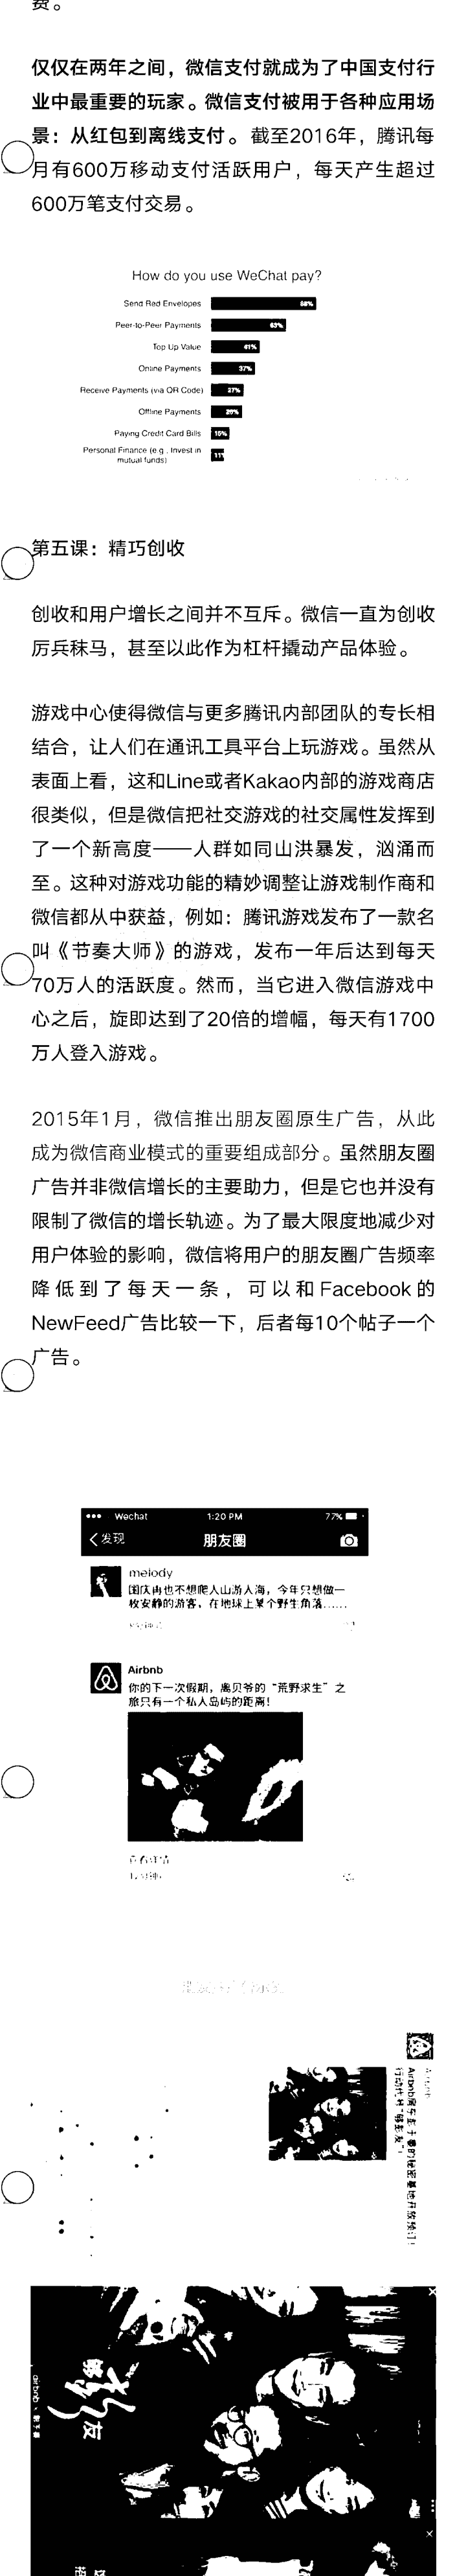 费。
仅仅在两年之间，微信支付就成为了中国支付行
业中最重要的玩家。微信支付被用于各种应用场
景：从红包到离线支付。截至2016年，腾讯每
月有600万移动支付活跃用户，每天产生超过
600万笔支付交易。
How do you use WeChat pay?
Send Red Envelopes
Peer-to-Peer Payments 63%
Top Up Value 41%
Online Payments 37%
Receive Payments (via QR Code) 27%
Offline Payments 26%
Paying Credit Card Bills 15%
Personal Finance (e.g., Invest in
mutual funds) 11
第五课：精巧创收
创收和用户增长之间并不互斥。微信一直为创收
厉兵秣马，甚至以此作为杠杆撬动产品体验。
游戏中心使得微信与更多腾讯内部团队的专长相
结合，让人们在通讯工具平台上玩游戏。虽然从
表面上看，这和Line或者Kakao内部的游戏商店
很类似，但是微信把社交游戏的社交属性发挥到
了一个新高度——人群如同山洪暴发，汹涌而
至。这种对游戏功能的精妙调整让游戏制作商和
微信都从中获益，例如：腾讯游戏发布了一款名
叫《节奏大师》的游戏，发布一年后达到每天
70万人的活跃度。然而，当它进入微信游戏中
心之后，旋即达到了20倍的增幅，每天有1700
万人登入游戏。
2015年1月，微信推出朋友圈原生广告，从此
成为微信商业模式的重要组成部分。虽然朋友圈
广告并非微信增长的主要助力，但是它也并没有
限制了微信的增长轨迹。为了最大限度地减少对
用户体验的影响，微信将用户的朋友圈广告频率
降低到了每天一条，可以和Facebook的
NewFeed广告比较一下，后者每10个帖子一个
广告。
Wechat 1:20 PM 77%
发现 朋友圈
melody
国庆再也不想爬人山游人海，今年只想做一
枚安静的游客，在地球上某个野生角落……
Airbnb
你的下一次假期，离贝爷的“荒野求生”之
旅只有一个私人岛屿的距离！
查看详情
友
airbnb